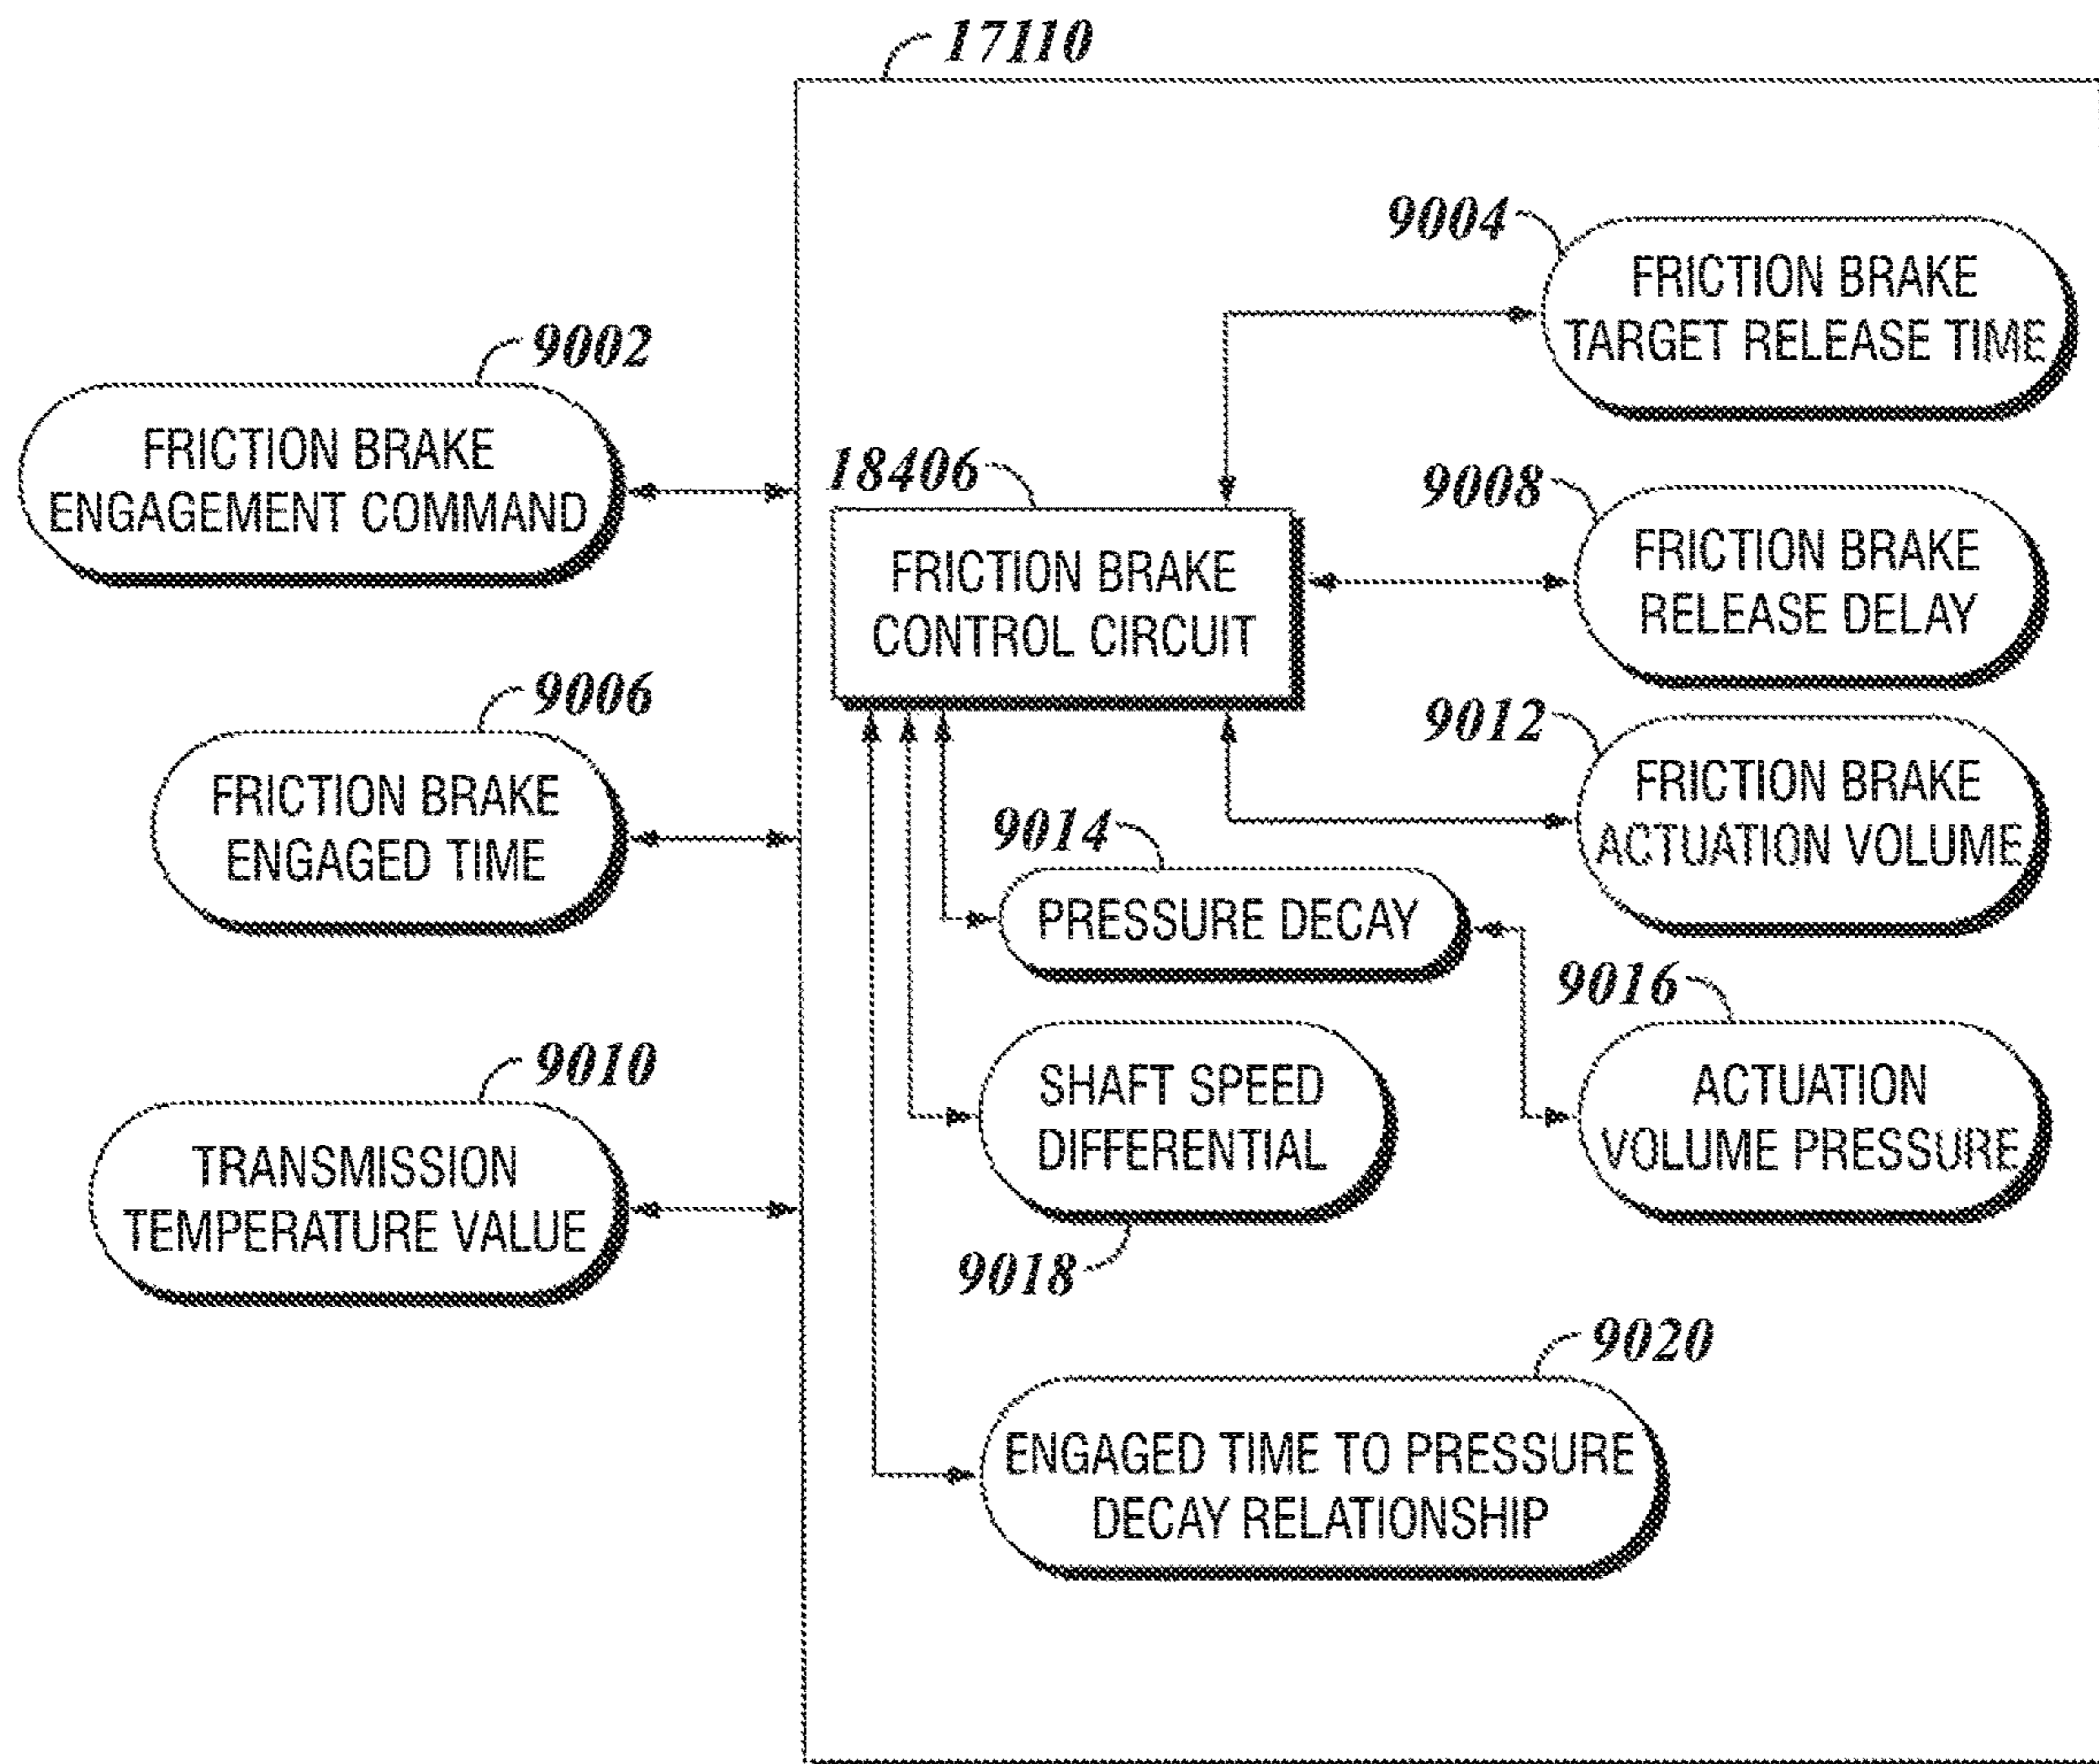 17110
9004
FRICTION BRAKE
TARGET RELEASE TIME
9002
FRICTION BRAKE
ENGAGEMENT COMMAND
18406
FRICTION BRAKE
CONTROL CIRCUIT
9008
FRICTION BRAKE
RELEASE DELAY
9006
FRICTION BRAKE
ENGAGED TIME
9012
FRICTION BRAKE
ACTUATION VOLUME
9014
PRESSURE DECAY
9016
ACTUATION
VOLUME PRESSURE
9010
TRANSMISSION
TEMPERATURE VALUE
SHAFT SPEED
DIFFERENTIAL
9018
9020
ENGAGED TIME TO PRESSURE
DECAY RELATIONSHIP